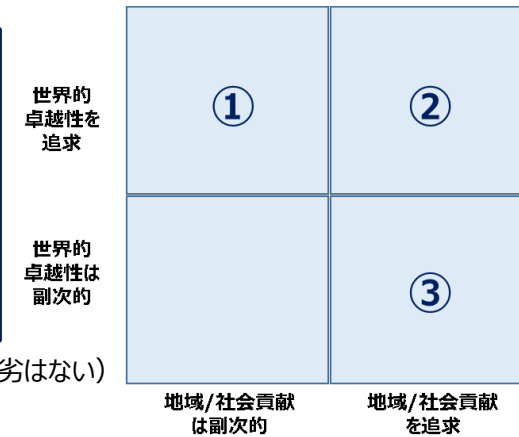 世界的
卓越性を
追求
①
②
世界的
卓越性は
副次的
③
劣はない）
地域/社会貢献
は副次的
地域/社会貢献
を追求